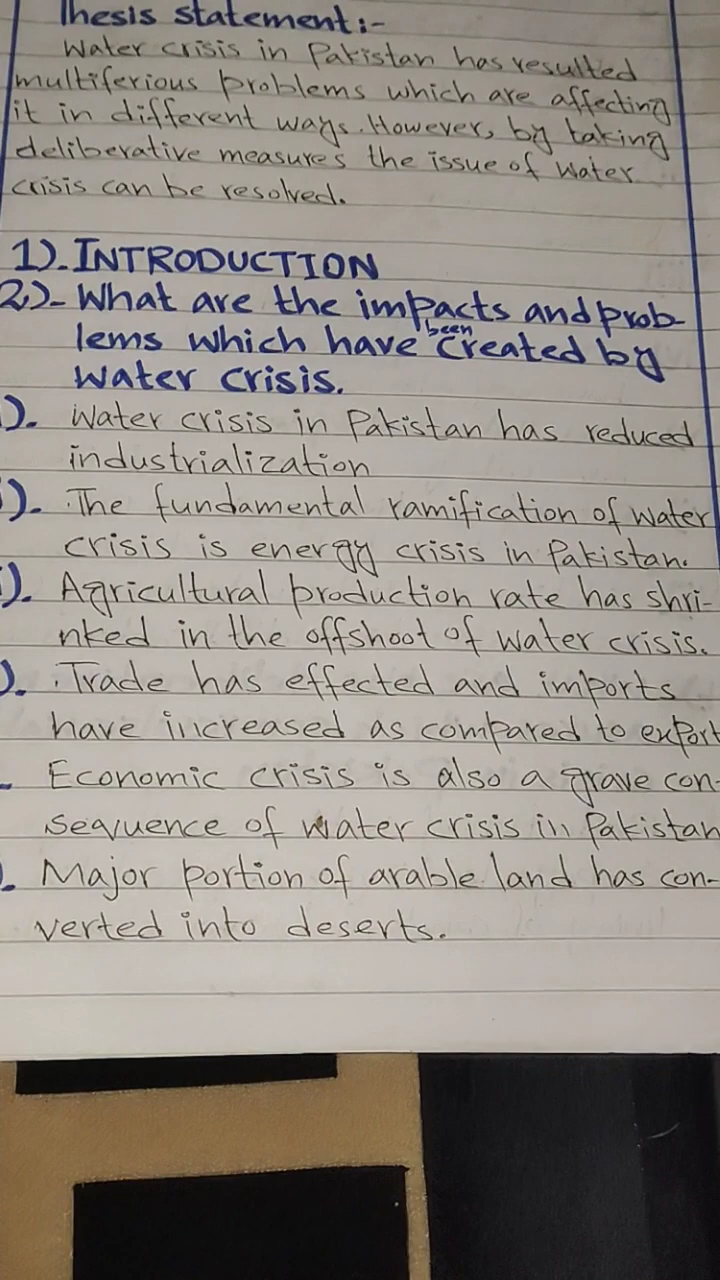 Thesis statement:-
Water crisis in Pakistan has resulted
multiferious problems which are affecting
it in different ways. However, by taking
deliberative measures the issue of water
crisis can be resolved.
1). INTRODUCTION
2)- What are the impacts and prob-
lems which have been created by
water crisis.
). Water crisis in Pakistan has reduced
industrialization
). The fundamental ramification of water
crisis is energy crisis in Pakistan.
). Agricultural production rate has shri-
nked in the offshoot of water crisis.
). Trade has effected and imports
have increased as compared to export
- Economic crisis is also a grave con-
sequence of water crisis in Pakistan
). Major portion of arable land has con-
verted into deserts.